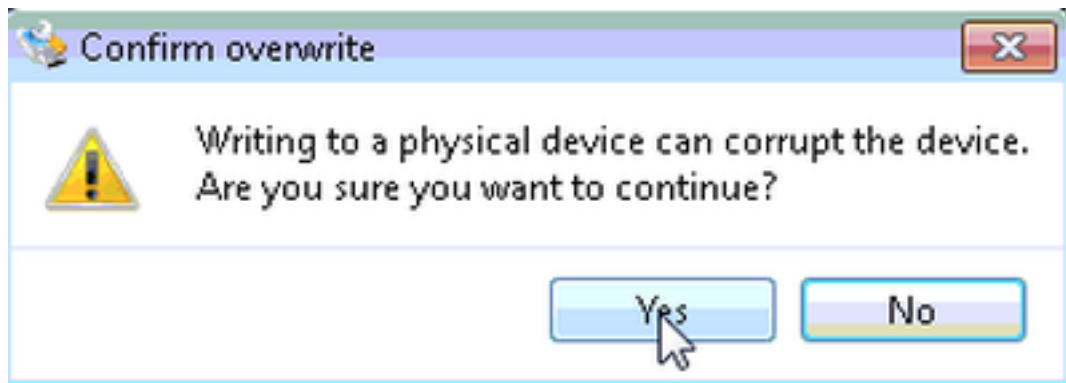 Confirm overwrite
Writing to a physical device can corrupt the device.
Are you sure you want to continue?
Yes
No